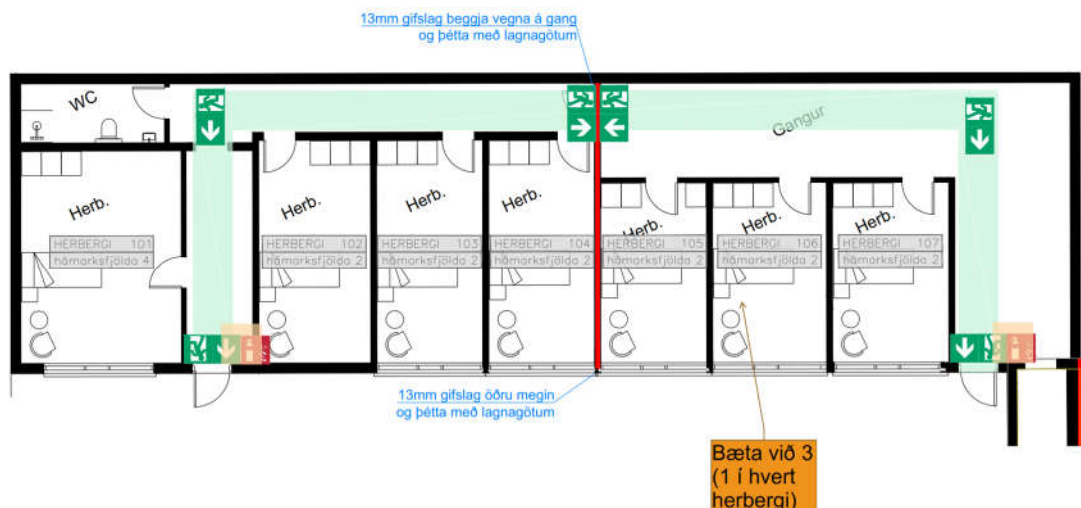 13mm gifslag beggja vegna á gang
og þétta með lagnagötum
WC
Gangur
Herb.
Herb.
Herb.
Herb.
Herb.
Herb.
Herb.
HERBERGI 101
hámarksfjölda 4
HERBERGI 102
hámarksfjölda 2
HERBERGI 103
hámarksfjölda 2
HERBERGI 104
hámarksfjölda 2
HERBERGI 105
hámarksfjölda 2
HERBERGI 106
hámarksfjölda 2
HERBERGI 107
hámarksfjölda 2
13mm gifslag öðru megin
og þétta með lagnagötum
Bæta við 3
(1 í hvert
herbergi)